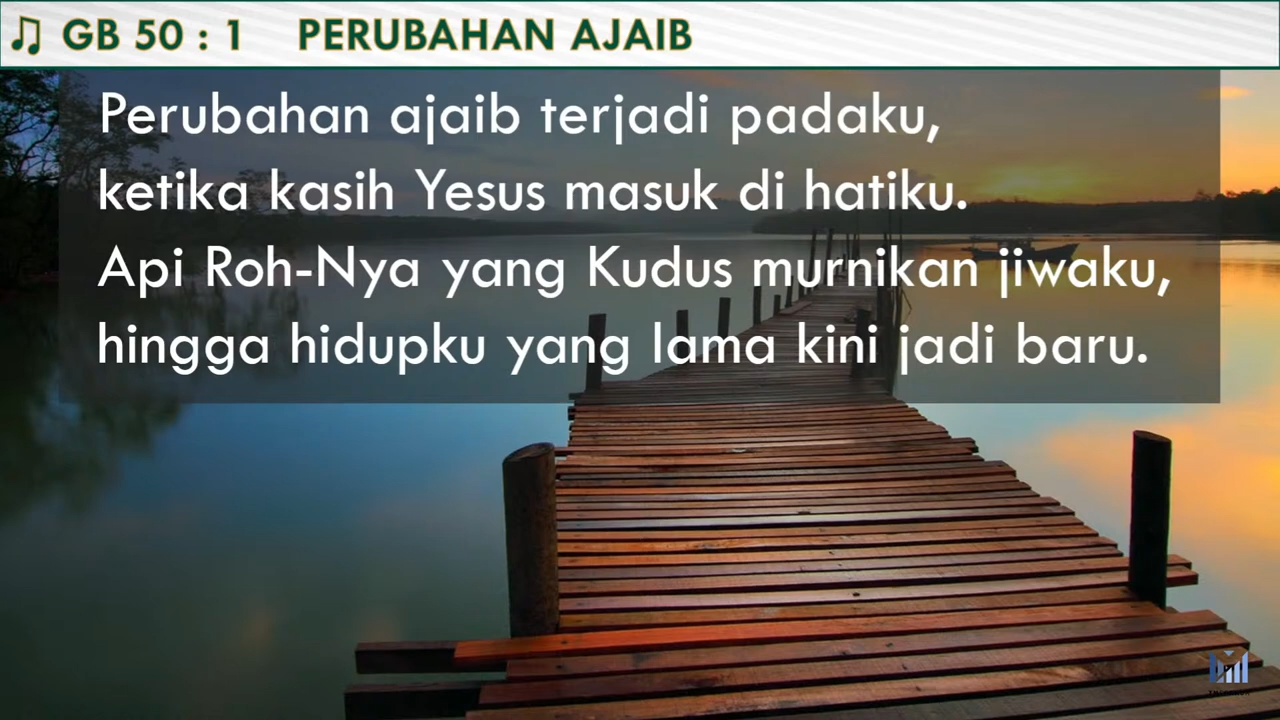 ♫ GB 50 : 1 PERUBAHAN AJAIB
Perubahan ajaib terjadi padaku,
ketika kasih Yesus masuk di hatiku.
Api Roh-Nya yang Kudus murnikan jiwaku,
hingga hidupku yang lama kini jadi baru.